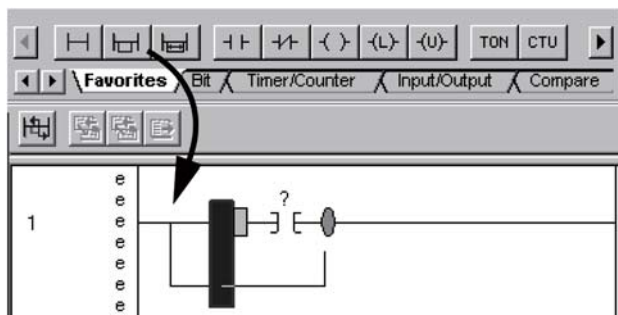 (L) (U) TON CTU
Favorites Bit Timer/Counter Input/Output Compare
e
e
?
1 e
e
e
e
e